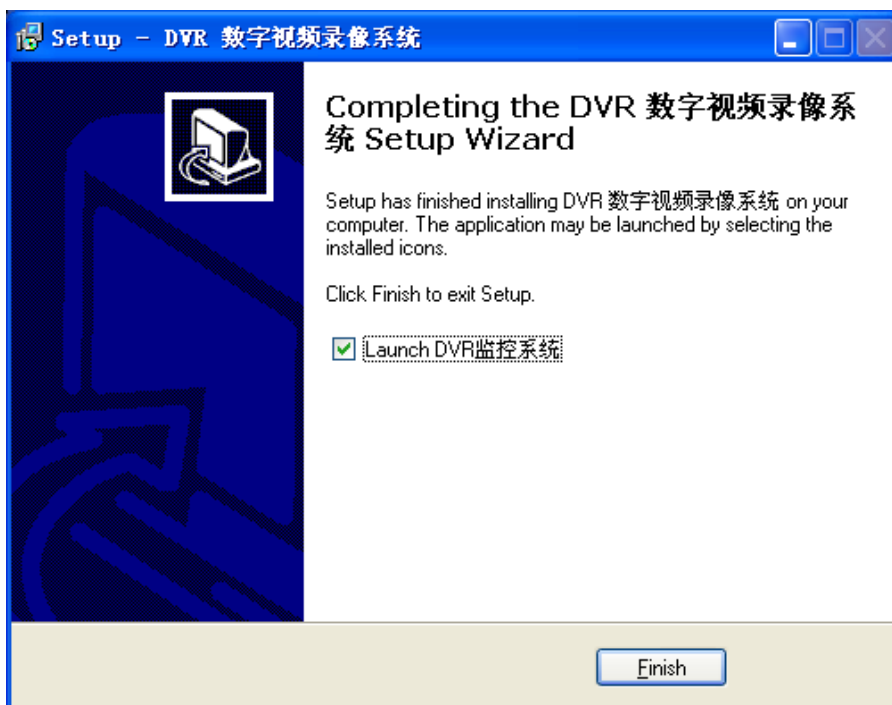 Setup - DVR 数字视频录像系统
Completing the DVR 数字视频录像系
统 Setup Wizard
Setup has finished installing DVR 数字视频录像系统 on your
computer. The application may be launched by selecting the
installed icons.
Click Finish to exit Setup.
Launch DVR监控系统
Finish